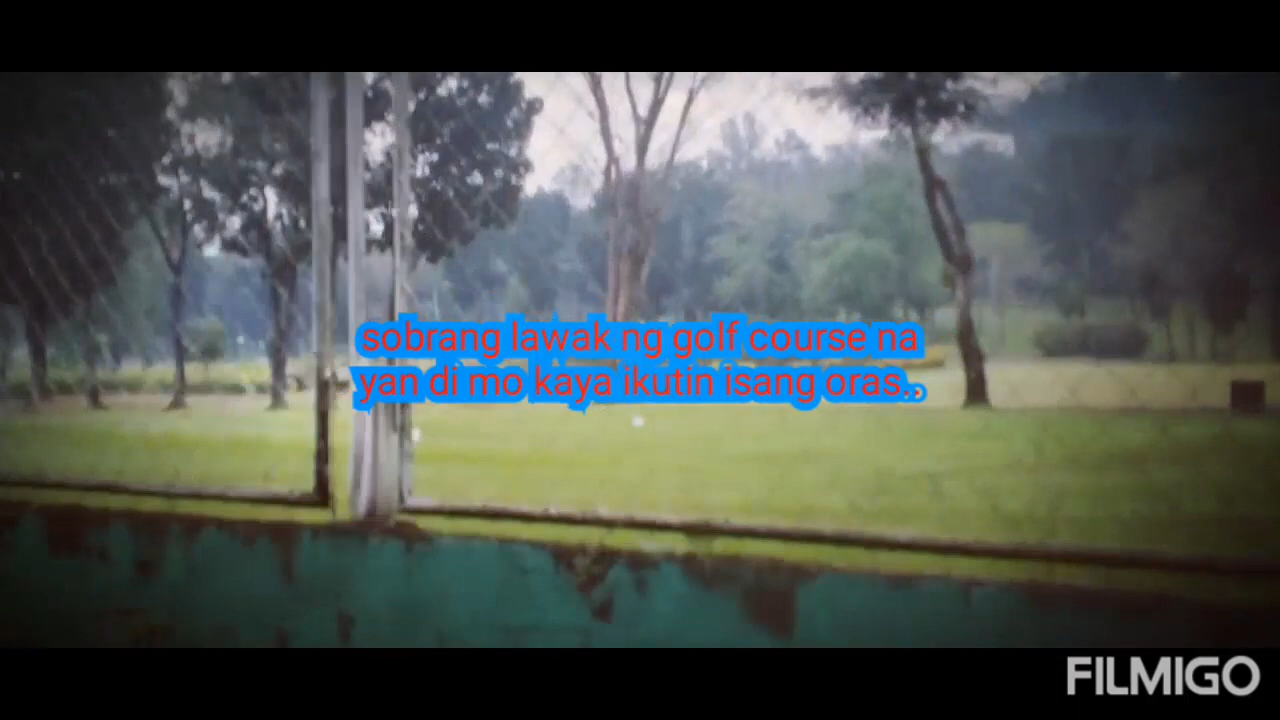 sobrang lawak ng golf course na
yan di mo kaya ikutin isang oras..
FILMIGO